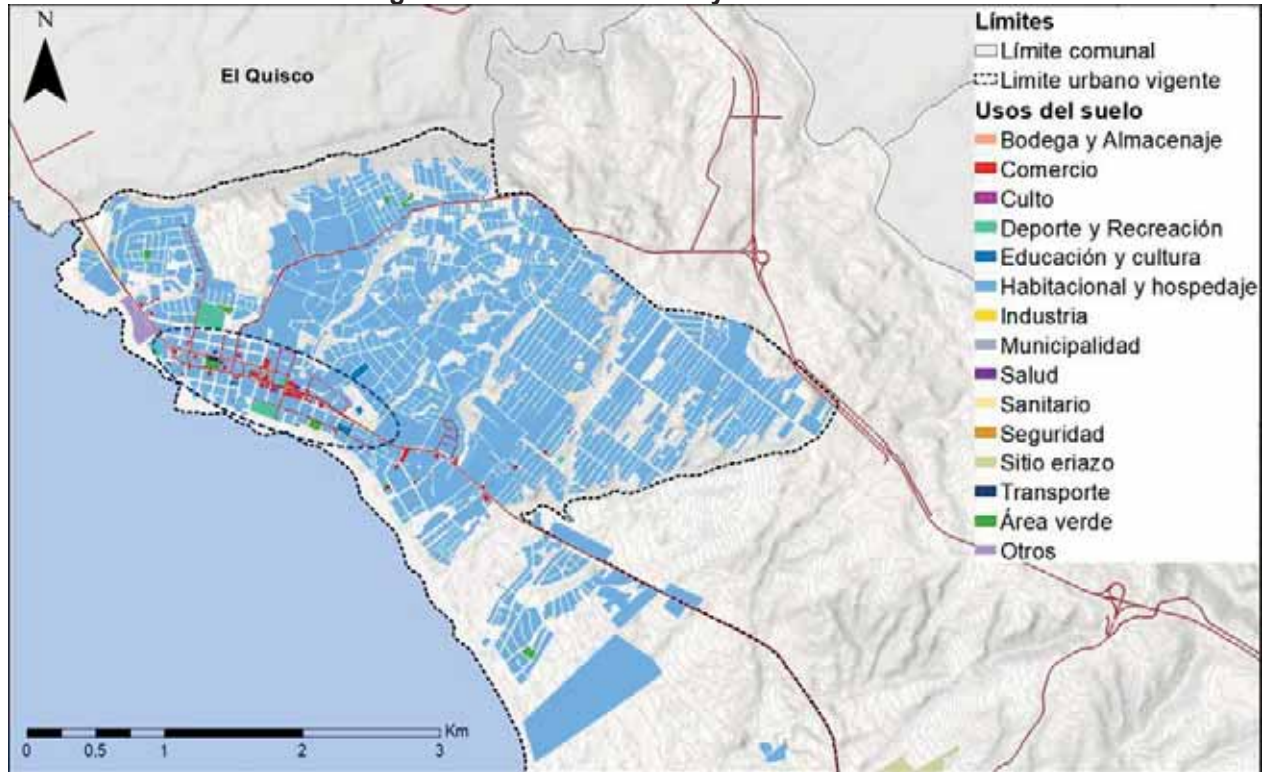 N
El Quisco
Límites
Límite comunal
Limite urbano vigente
Usos del suelo
Bodega y Almacenaje
Comercio
Culto
Deporte y Recreación
Educación y cultura
Habitacional y hospedaje
Industria
Municipalidad
Salud
Sanitario
Seguridad
Sitio eriazo
Transporte
Área verde
Otros
Km
0 0.5 1 2 3